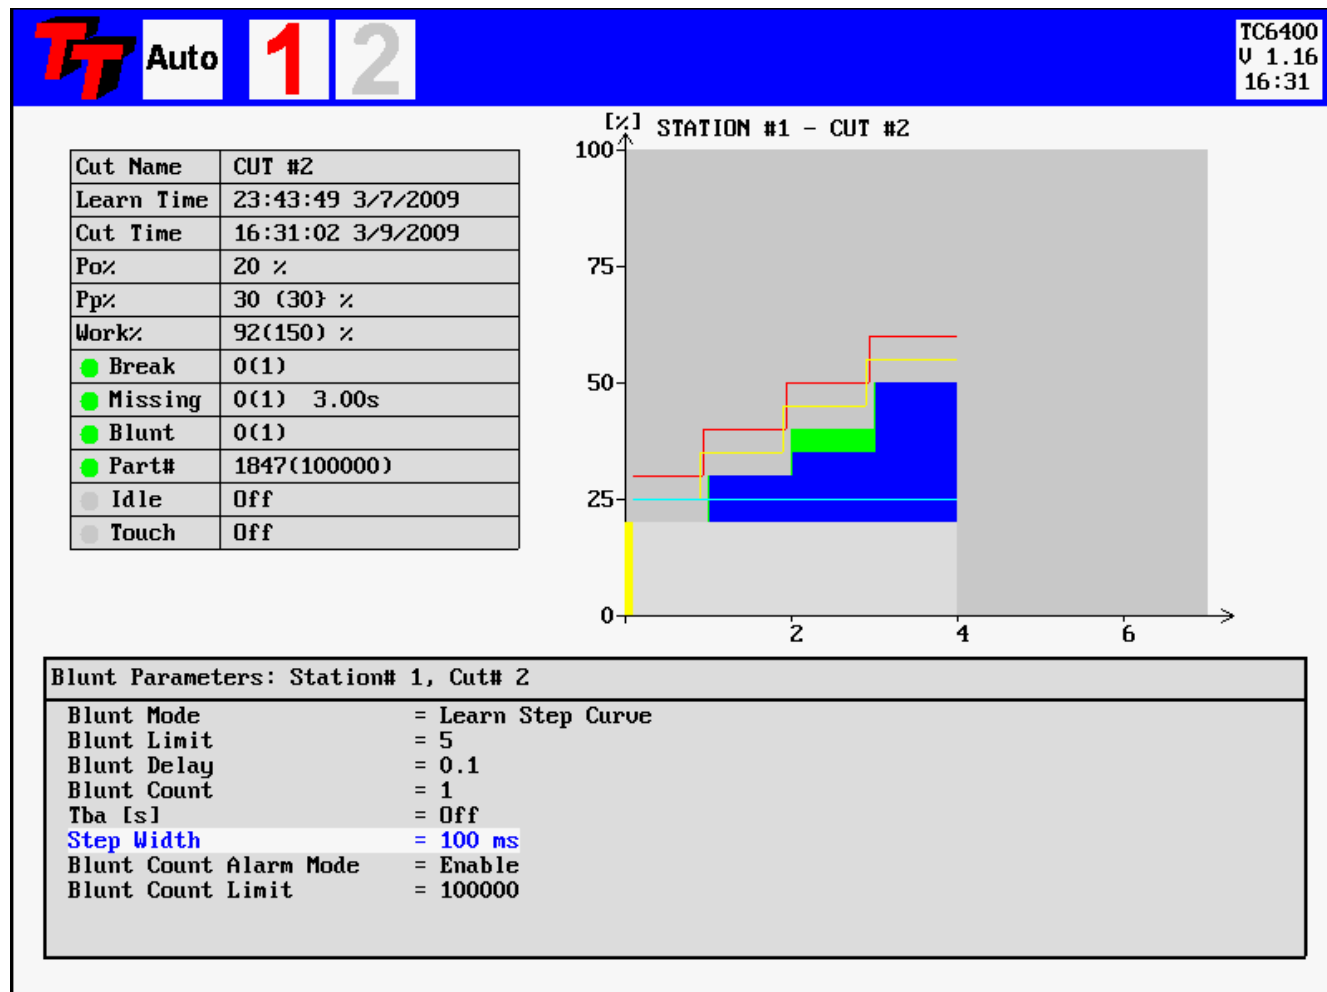 TT Auto 1 2
TC6400
V 1.16
16:31
[%] STATION #1 - CUT #2
100
75
50
25
0
2 4 6
Cut Name CUT #2
Learn Time 23:43:49 3/7/2009
Cut Time 16:31:02 3/9/2009
Po% 20 %
Pp% 30 (30} %
Work% 92(150) %
Break 0(1)
Missing 0(1) 3.00s
Blunt 0(1)
Part# 1847(100000)
Idle Off
Touch Off
Blunt Parameters: Station# 1, Cut# 2
Blunt Mode = Learn Step Curve
Blunt Limit = 5
Blunt Delay = 0.1
Blunt Count = 1
Tba [s] = Off
Step Width = 100 ms
Blunt Count Alarm Mode = Enable
Blunt Count Limit = 100000